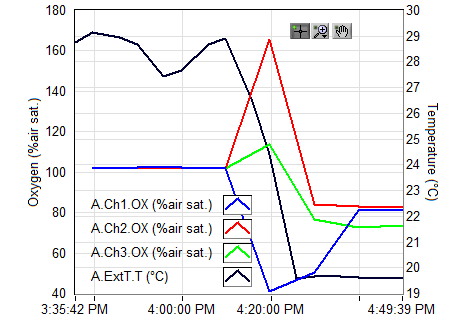 180
160
140
120
100
80
60
40
Oxygen (%air sat.)
30
29
28
27
26
25
24
23
22
21
20
19
Temperature (°C)
A.Ch1.OX (%air sat.)
A.Ch2.OX (%air sat.)
A.Ch3.OX (%air sat.)
A.ExtT.T (°C)
3:35:42 PM 4:00:00 PM 4:20:00 PM 4:49:39 PM